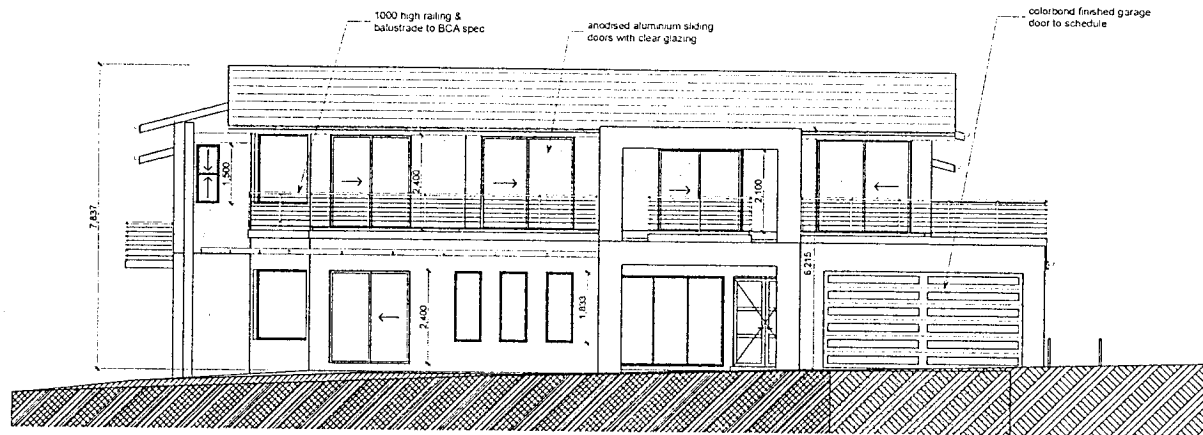 1000 high railing &
balustrade to BCA spec
anodised aluminium sliding
doors with clear glazing
colorbond finished garage
door to schedule
7,837
1,500
2,400
2,100
6,215
2,400
1,833